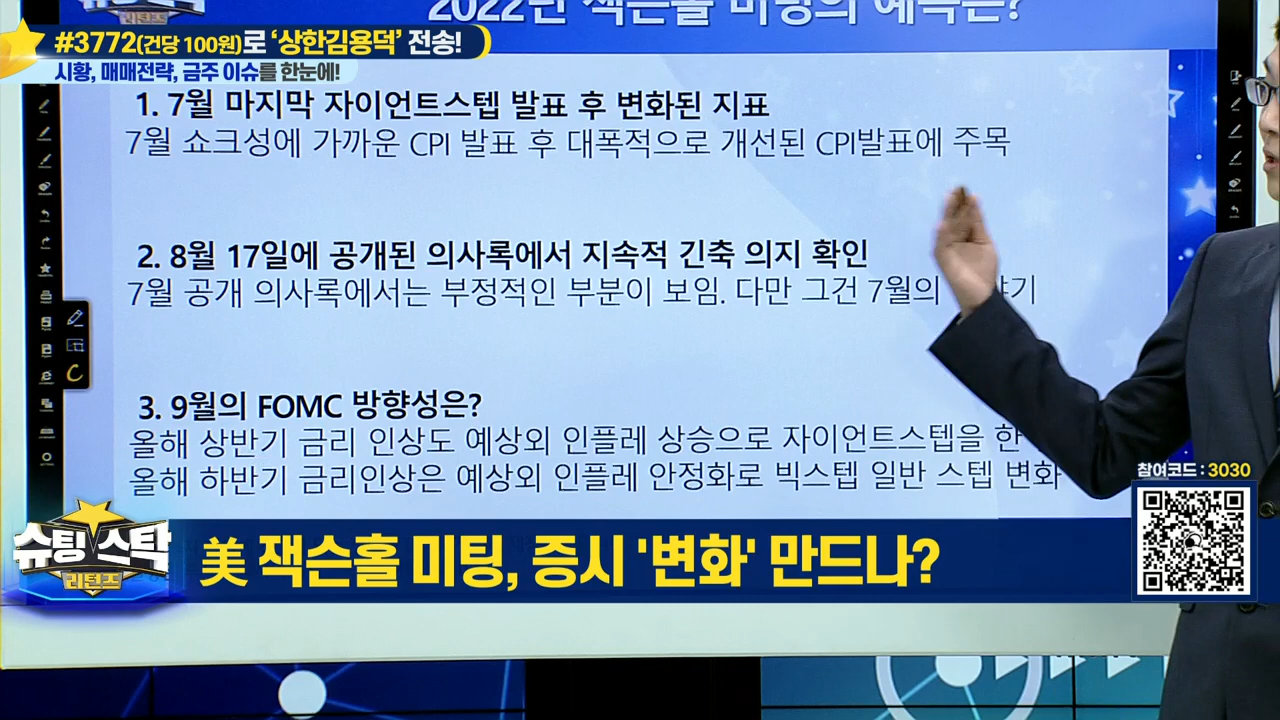 #3772(건당 100원)로 '상한김용덕' 전송!
시황, 매매전략, 금주 이슈를 한눈에!
2022년 잭슨홀 미팅의 예측은?
1. 7월 마지막 자이언트스텝 발표 후 변화된 지표
7월 쇼크성에 가까운 CPI 발표 후 대폭적으로 개선된 CPI발표에 주목
2. 8월 17일에 공개된 의사록에서 지속적 긴축 의지 확인
7월 공개 의사록에서는 부정적인 부분이 보임. 다만 그건 7월의
3. 9월의 FOMC 방향성은?
올해 상반기 금리 인상도 예상외 인플레 상승으로 자이언트스텝을 한
올해 하반기 금리인상은 예상외 인플레 안정화로 빅스텝 일반 스텝 변화
참여코드 : 3030
슈팅스탁
리턴즈
美 잭슨홀 미팅, 증시 '변화' 만드나?